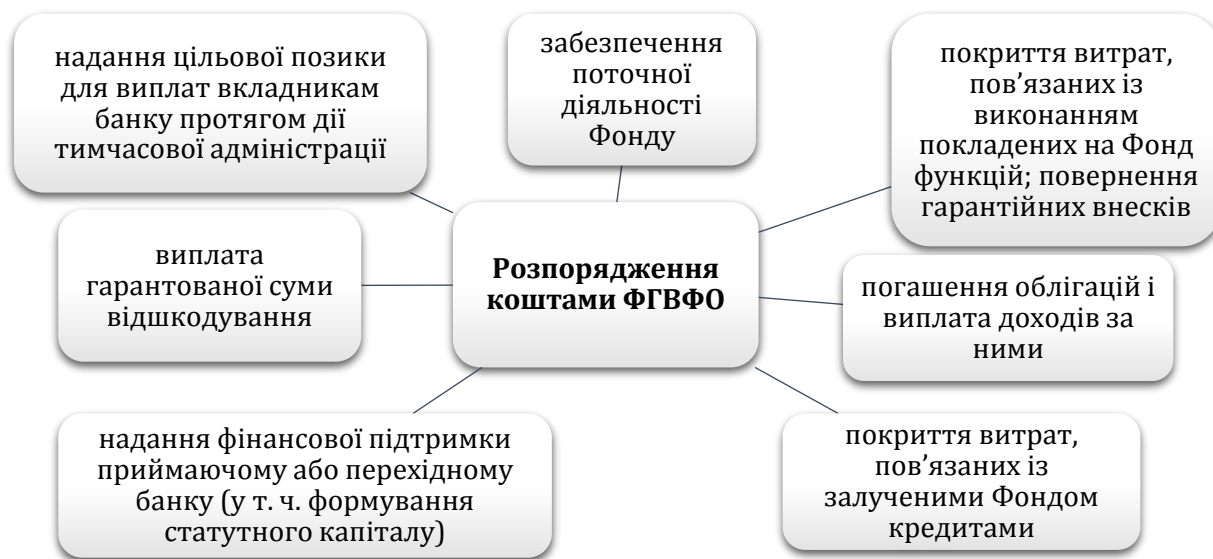 надання цільової позики
для виплат вкладникам
банку протягом дії
тимчасової адміністрації
забезпечення
поточної
діяльності
Фонду
покриття витрат,
пов’язаних із
виконанням
покладених на Фонд
функцій; повернення
гарантійних внесків
виплата
гарантованої суми
відшкодування
Розпорядження
коштами ФГВФО
погашення облігацій і
виплата доходів за
ними
надання фінансової підтримки
приймаючому або перехідному
банку (у т. ч. формування
статутного капіталу)
покриття витрат,
пов’язаних із
залученими Фондом
кредитами